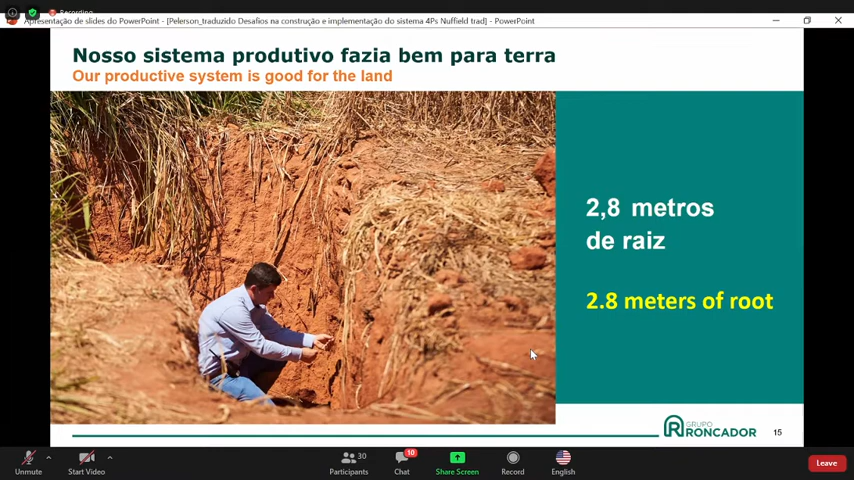 Recording
Apresentação de slides do PowerPoint - [Pelerson_traduzido Desafios na construção e implementação do sistema 4Ps Nuffield trad] - PowerPoint
Nosso sistema produtivo fazia bem para terra
Our productive system is good for the land
2,8 metros
de raiz
2.8 meters of root
GRUPO
RONCADOR
15
30
10
Unmute
Start Video
Participants
Chat
Share Screen
Record
English
Leave